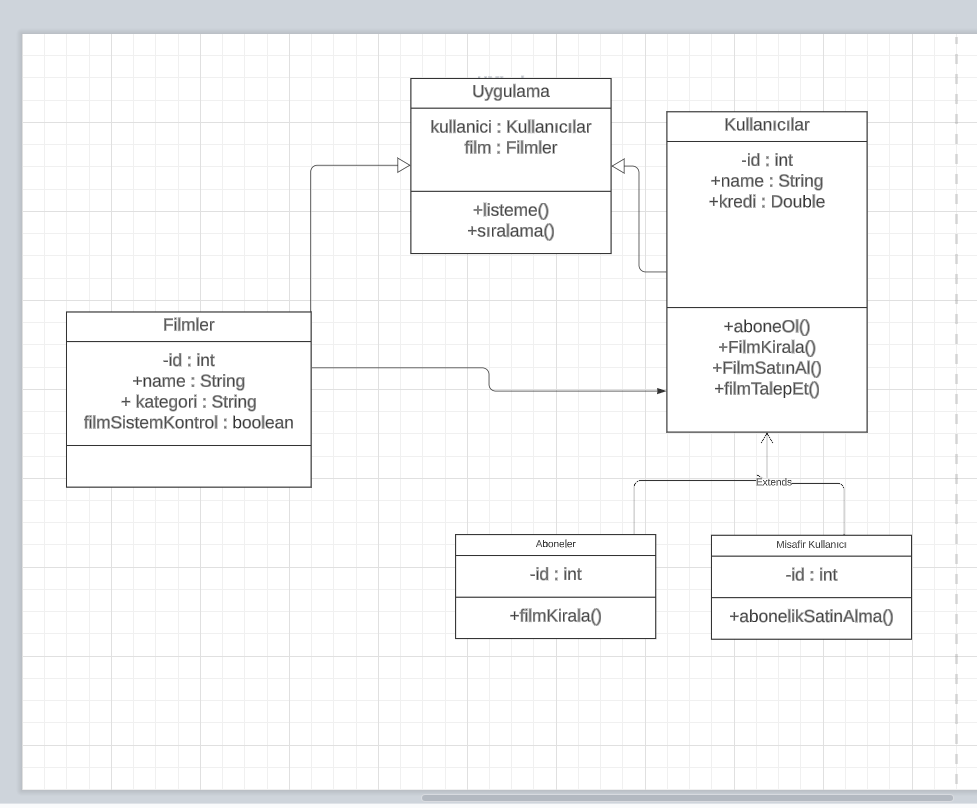 Uygulama
kullanici : Kullanıcılar
film : Filmler
+listeme()
+sıralama()
Kullanıcılar
-id : int
+name : String
+kredi : Double
+aboneOl()
+FilmKirala()
+FilmSatınAl()
+filmTalepEt()
Filmler
-id : int
+name : String
+ kategori : String
filmSistemKontrol : boolean
Extends
Aboneler
-id : int
+filmKirala()
Misafir Kullanıcı
-id : int
+abonelikSatinAlma()